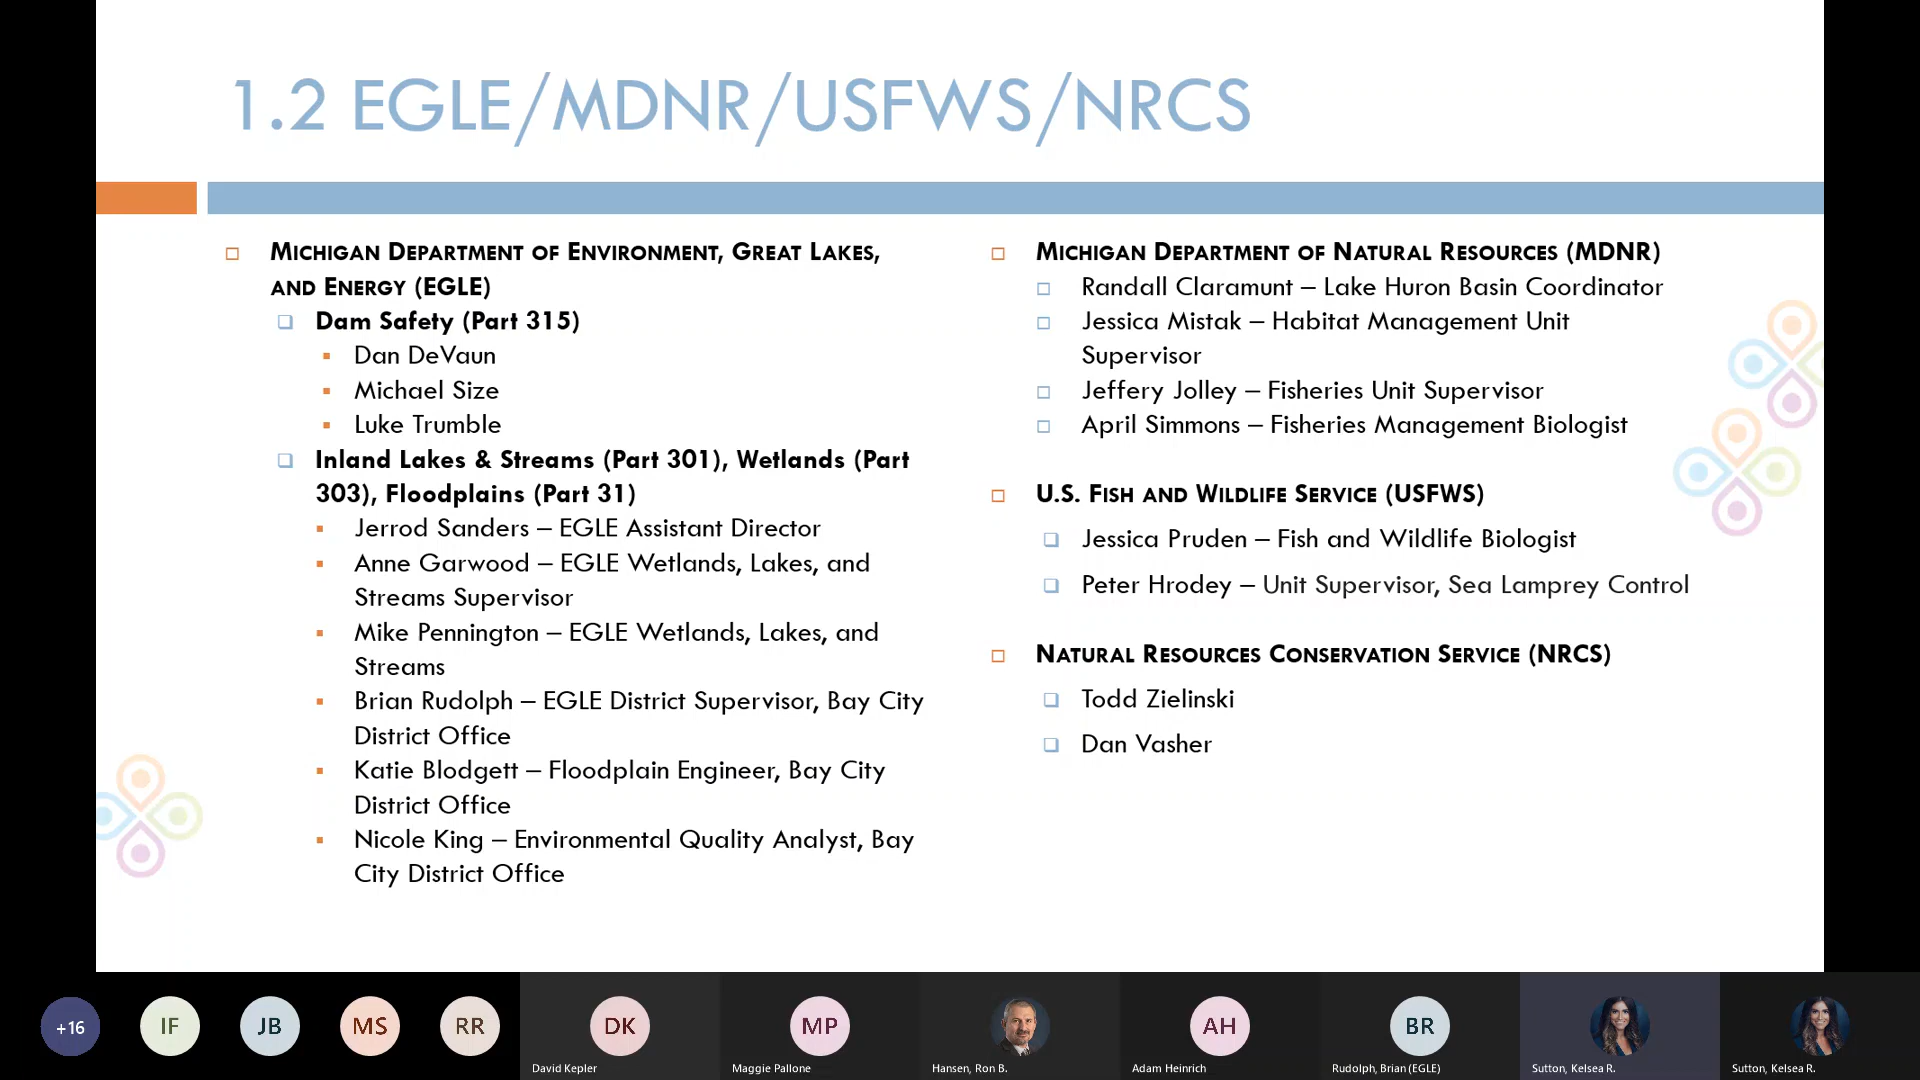 1.2 EGLE/MDNR/USFWS/NRCS
Michigan Department of Environment, Great Lakes,
and Energy (EGLE)
Dam Safety (Part 315)
Dan DeVaun
Michael Size
Luke Trumble
Inland Lakes & Streams (Part 301), Wetlands (Part
303), Floodplains (Part 31)
Jerrod Sanders – EGLE Assistant Director
Anne Garwood – EGLE Wetlands, Lakes, and
Streams Supervisor
Mike Pennington – EGLE Wetlands, Lakes, and
Streams
Brian Rudolph – EGLE District Supervisor, Bay City
District Office
Katie Blodgett – Floodplain Engineer, Bay City
District Office
Nicole King – Environmental Quality Analyst, Bay
City District Office
Michigan Department of Natural Resources (MDNR)
Randall Claramunt – Lake Huron Basin Coordinator
Jessica Mistak – Habitat Management Unit
Supervisor
Jeffery Jolley – Fisheries Unit Supervisor
April Simmons – Fisheries Management Biologist
U.S. Fish and Wildlife Service (USFWS)
Jessica Pruden – Fish and Wildlife Biologist
Peter Hrodey – Unit Supervisor, Sea Lamprey Control
Natural Resources Conservation Service (NRCS)
Todd Zielinski
Dan Vasher
+16
IF
JB
MS
RR
DK
David Kepler
MP
Maggie Pallone
Hansen, Ron B.
AH
Adam Heinrich
BR
Rudolph, Brian (EGLE)
Sutton, Kelsea R.
Sutton, Kelsea R.